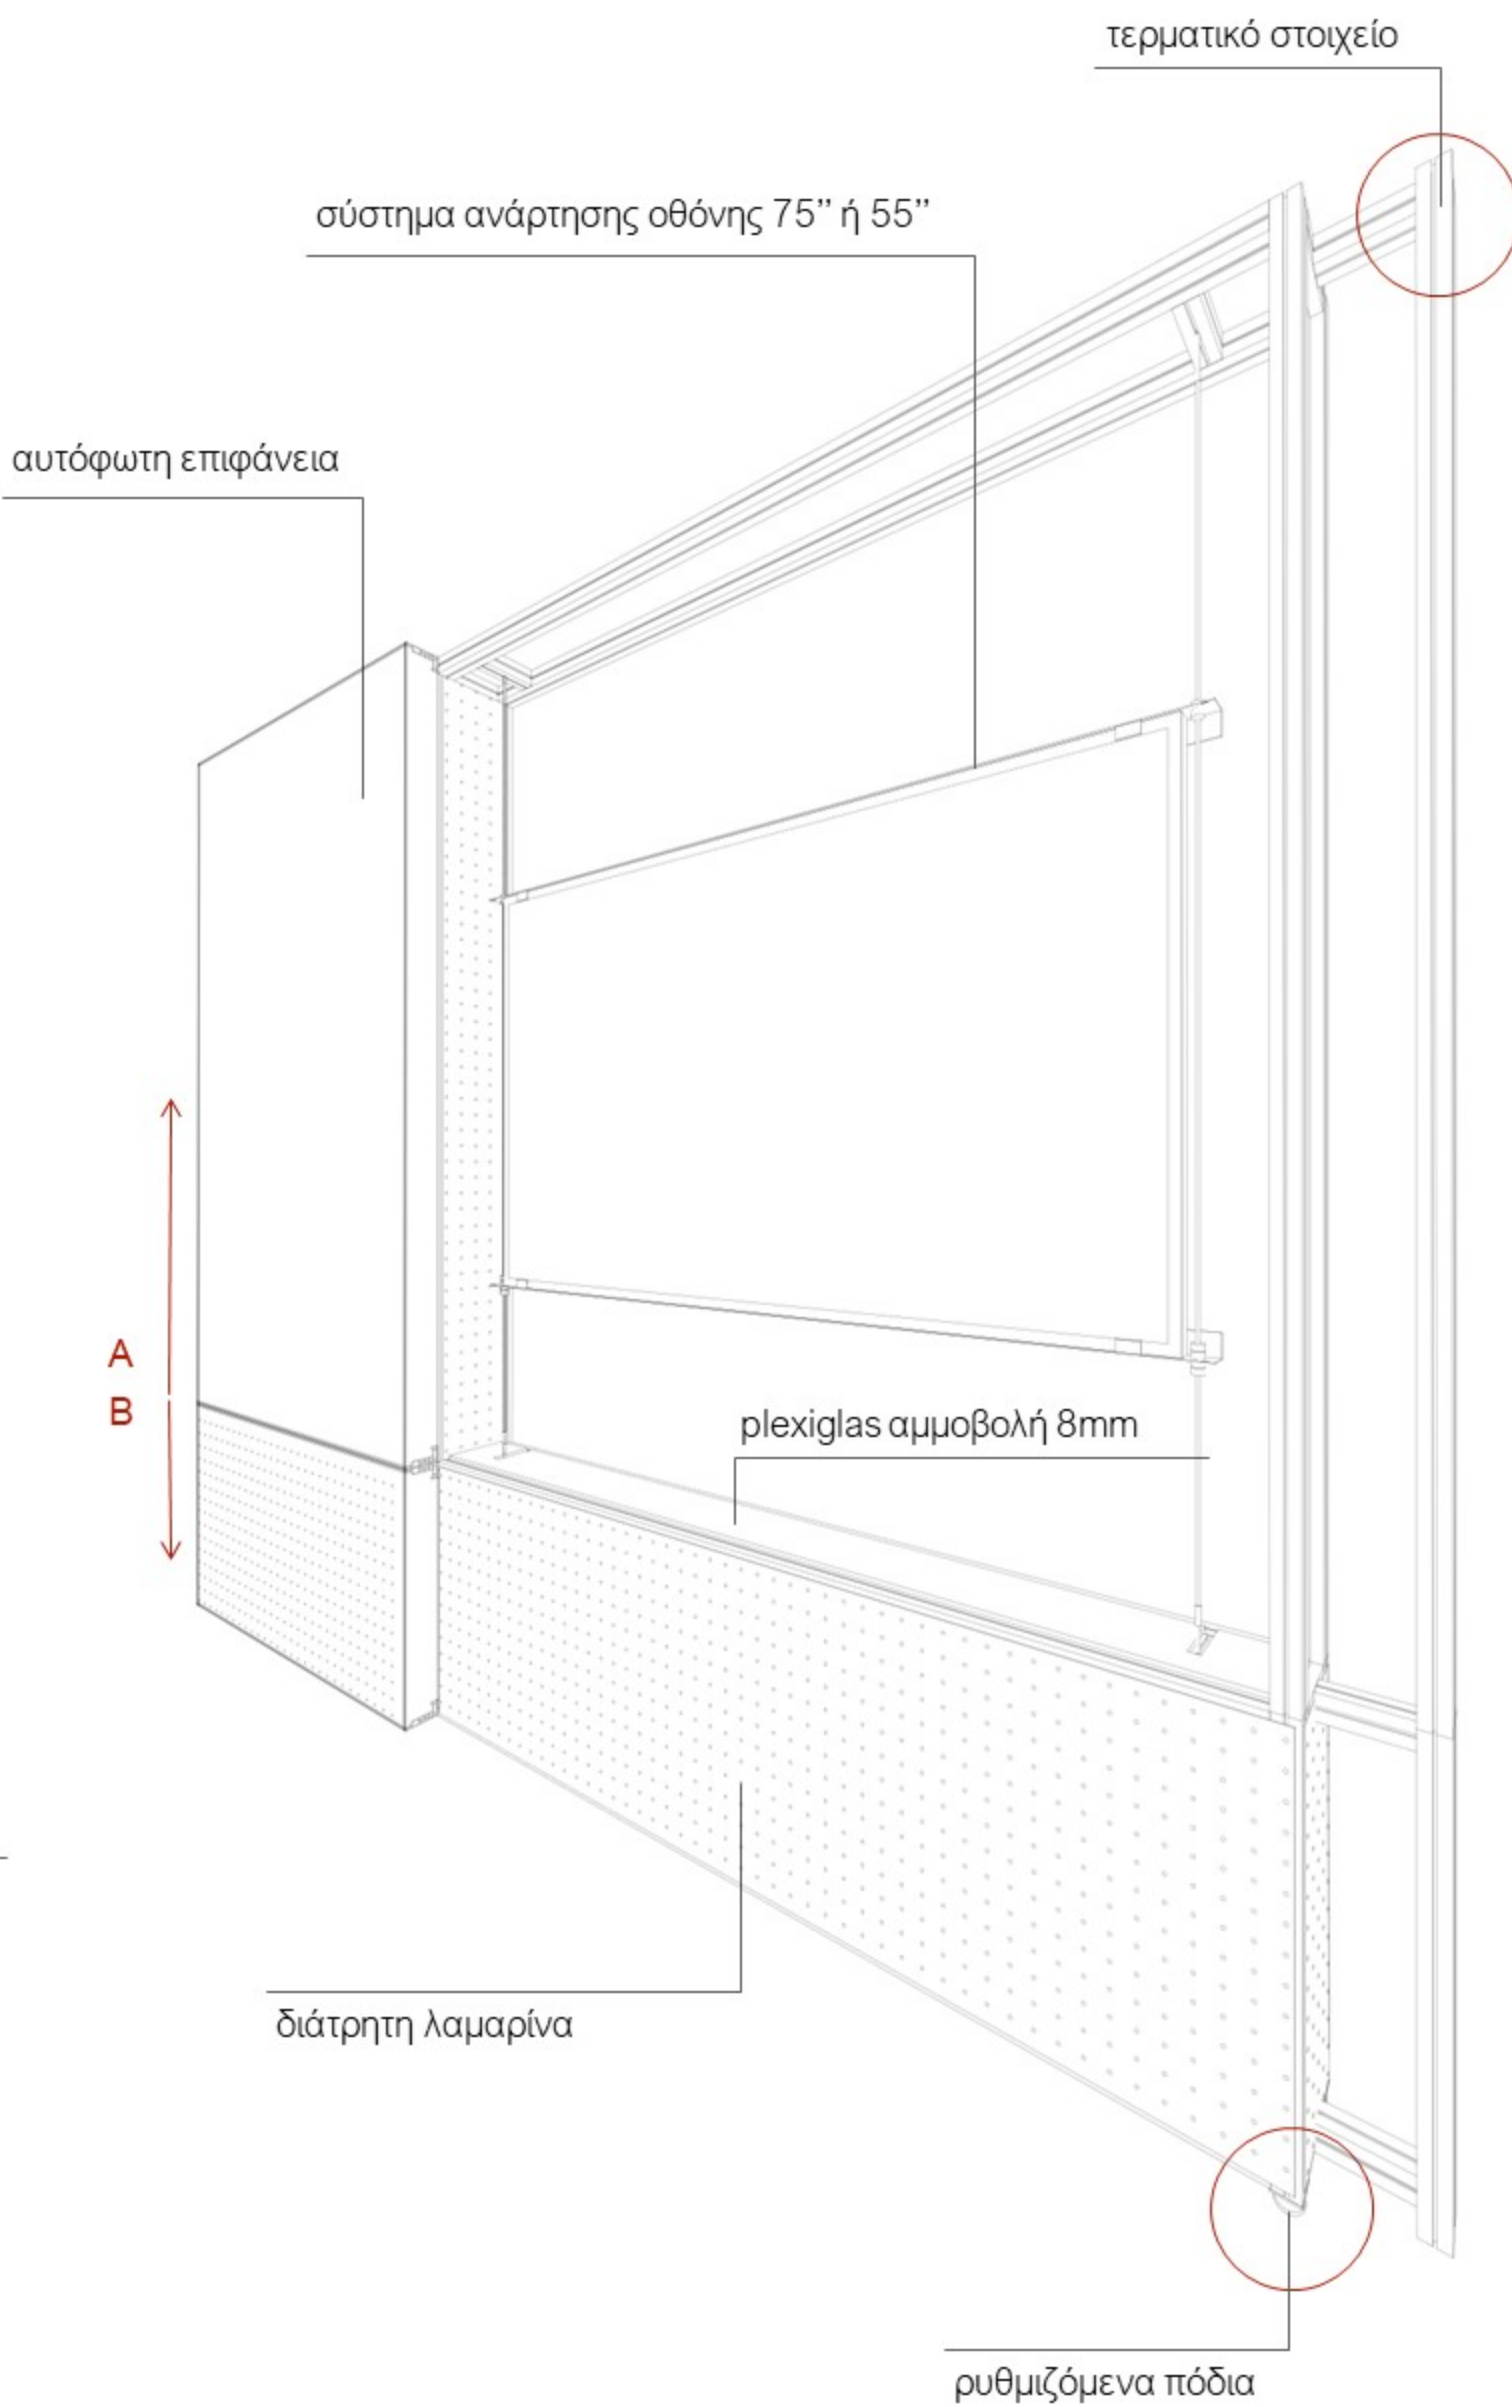 τερματικό στοιχείο
σύστημα ανάρτησης οθόνης 75’’ ή 55’’
αυτόφωτη επιφάνεια
A
B
plexiglas αμμοβολή 8mm
διάτρητη λαμαρίνα
ρυθμιζόμενα πόδια